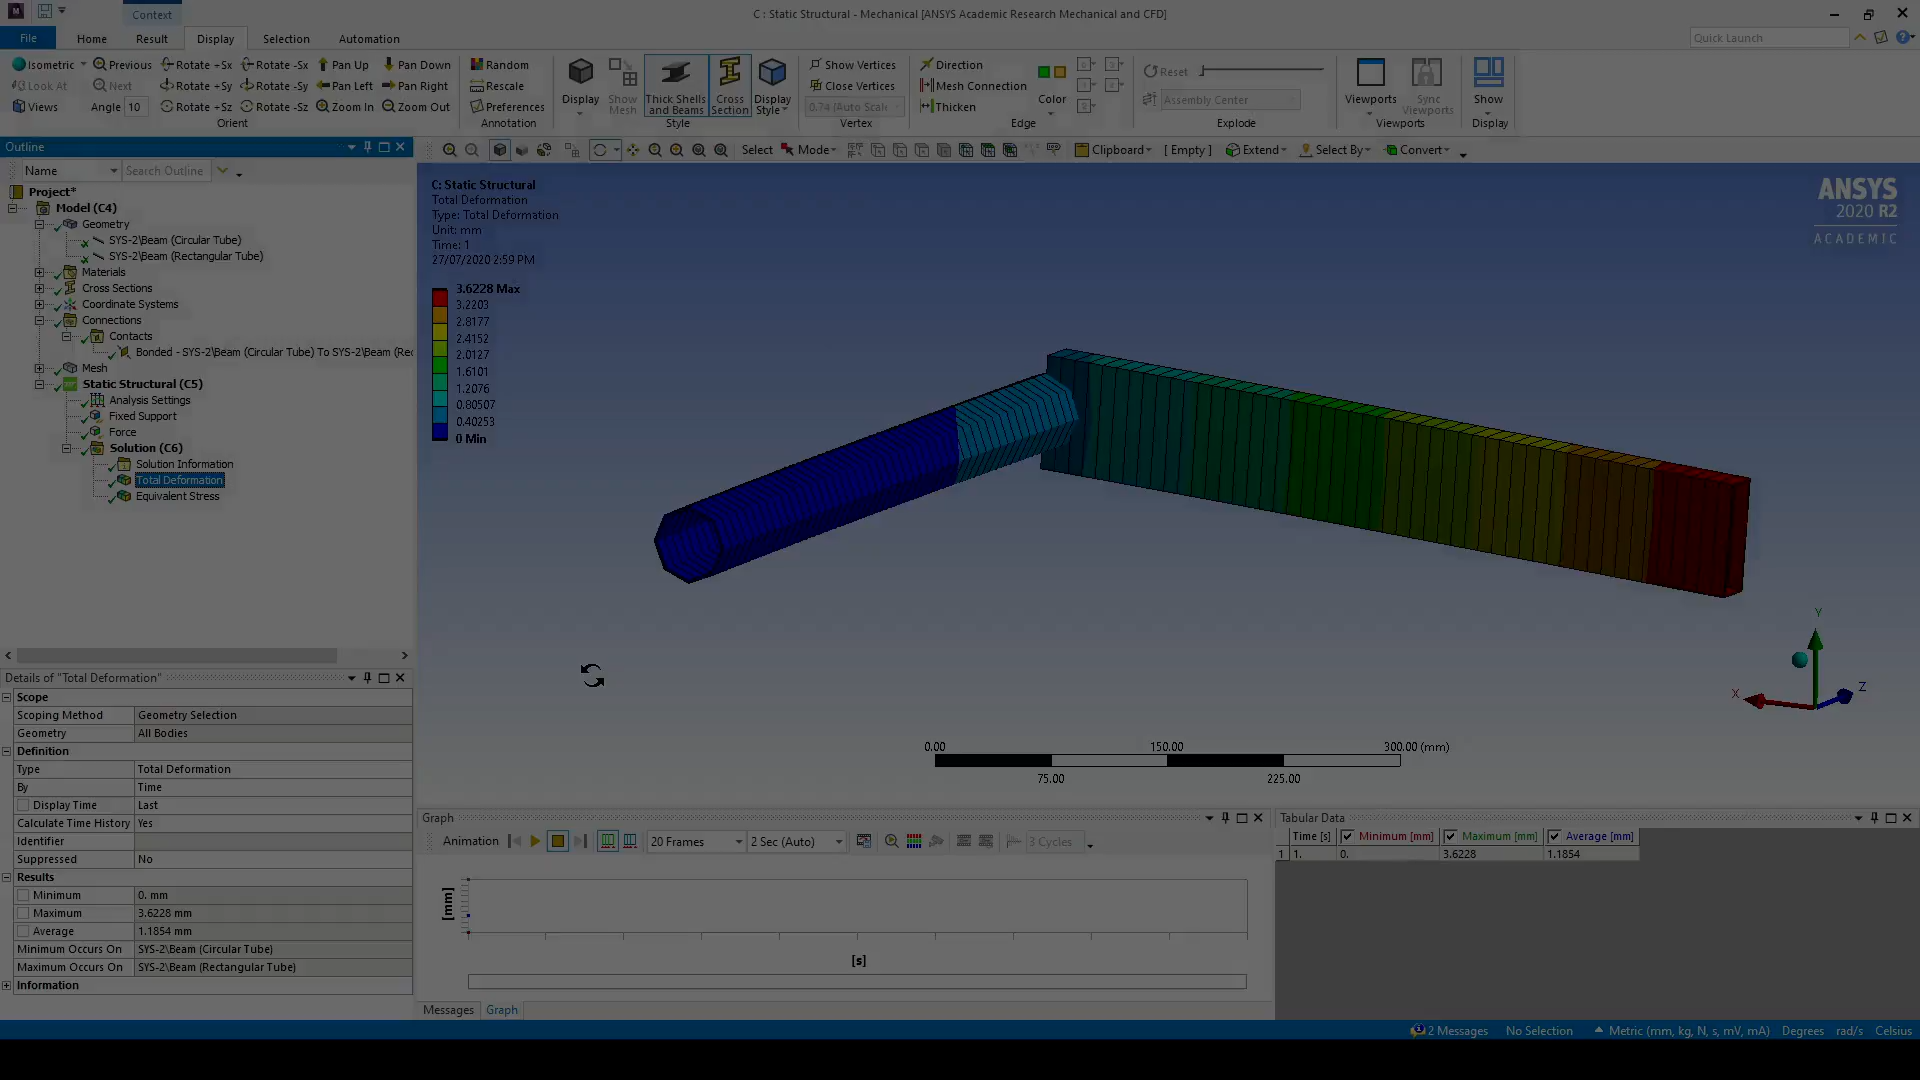 Context
C : Static Structural - Mechanical [ANSYS Academic Research Mechanical and CFD]
File Home Result Display Selection Automation
Quick Launch
Isometric Previous Rotate +Sx Rotate -Sx Pan Up Pan Down
Look At Next Rotate +Sy Rotate -Sy Pan Left Pan Right
Views Angle 10 Rotate +Sz Rotate -Sz Zoom In Zoom Out
Orient
Random
Rescale
Preferences
Annotation
Display
Show Mesh
Thick Shells and Beams
Cross Section
Display Style
Style
Show Vertices
Close Vertices
0.74 (Auto Scale)
Vertex
Direction
Mesh Connection
Thicken
Color
Edge
Reset
Assembly Center
Explode
Viewports
Sync Viewports
Viewports
Show
Display
Select Mode Clipboard [ Empty ] Extend Select By Convert
Outline
Name Search Outline
Project*
Model (C4)
Geometry
SYS-2\Beam (Circular Tube)
SYS-2\Beam (Rectangular Tube)
Materials
Cross Sections
Coordinate Systems
Connections
Contacts
Bonded - SYS-2\Beam (Circular Tube) To SYS-2\Beam (Rec
Mesh
Static Structural (C5)
Analysis Settings
Fixed Support
Force
Solution (C6)
Solution Information
Total Deformation
Equivalent Stress
C: Static Structural
Total Deformation
Type: Total Deformation
Unit: mm
Time: 1
27/07/2020 2:59 PM
3.6228 Max
3.2203
2.8177
2.4152
2.0127
1.6101
1.2076
0.80507
0.40253
0 Min
ANSYS
2020 R2
ACADEMIC
Y
X
Z
0.00 150.00 300.00 (mm)
75.00 225.00
Details of "Total Deformation"
Scope
Scoping Method Geometry Selection
Geometry All Bodies
Definition
Type Total Deformation
By Time
Display Time Last
Calculate Time History Yes
Identifier
Suppressed No
Results
Minimum 0. mm
Maximum 3.6228 mm
Average 1.1854 mm
Minimum Occurs On SYS-2\Beam (Circular Tube)
Maximum Occurs On SYS-2\Beam (Rectangular Tube)
Information
Graph
Animation 20 Frames 2 Sec (Auto) 3 Cycles
[mm]
[s]
Messages Graph
Tabular Data
Time [s] Minimum [mm] Maximum [mm] Average [mm]
1 1. 0. 3.6228 1.1854
2 Messages No Selection Metric (mm, kg, N, s, mV, mA) Degrees rad/s Celsius